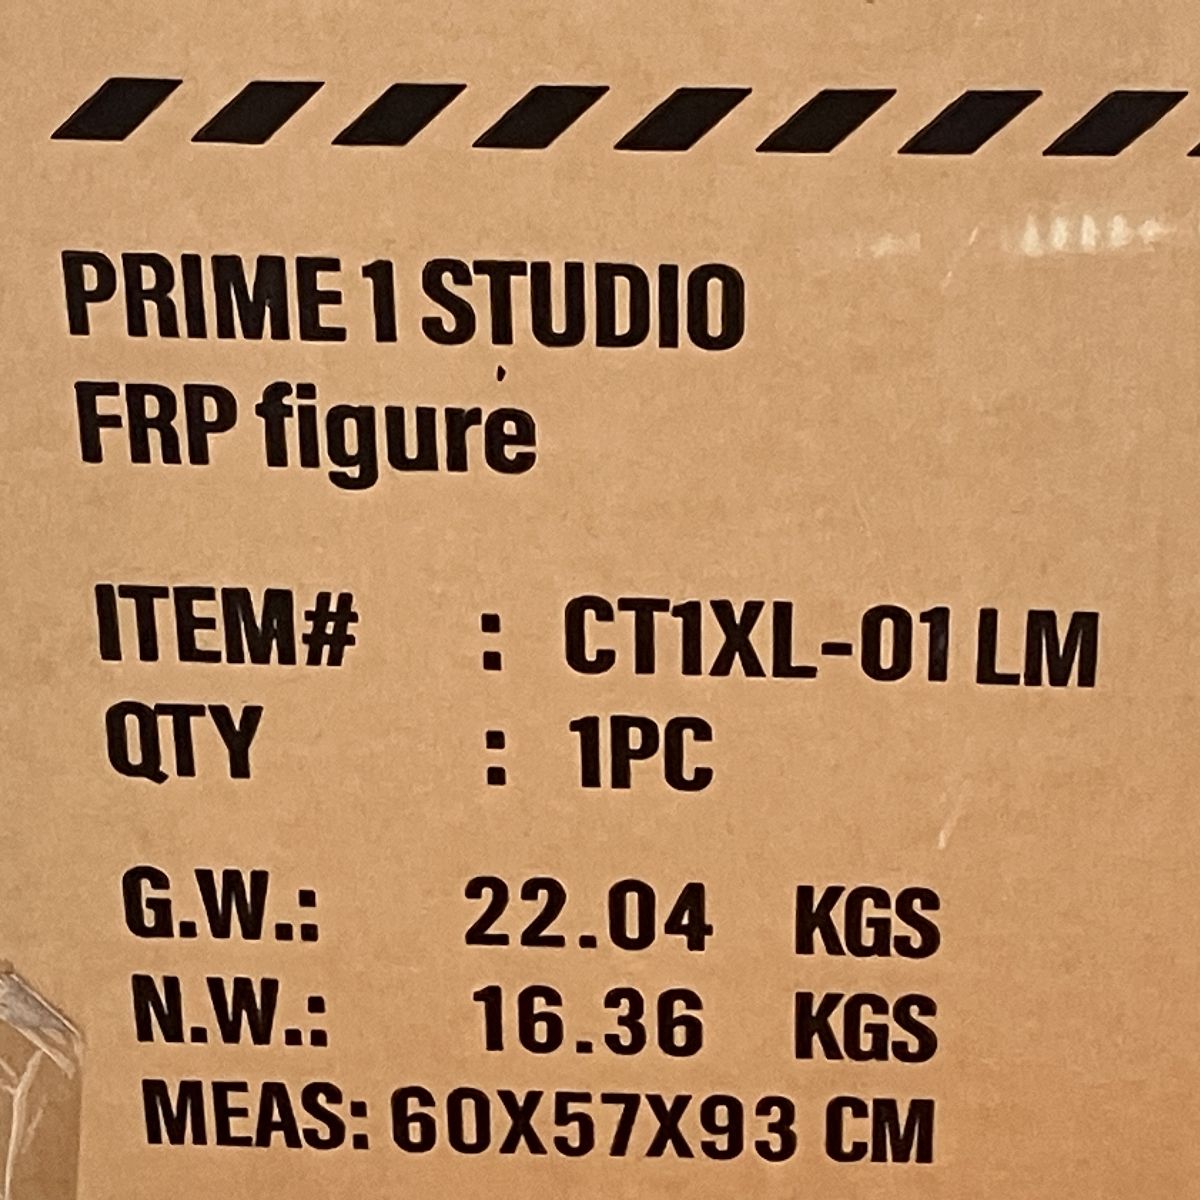 PRIME 1 STUDIO
FRP figure
ITEM# : CT1XL-01 LM
QTY : 1PC
G.W.: 22.04 KGS
N.W.: 16.36 KGS
MEAS: 60X57X93 CM